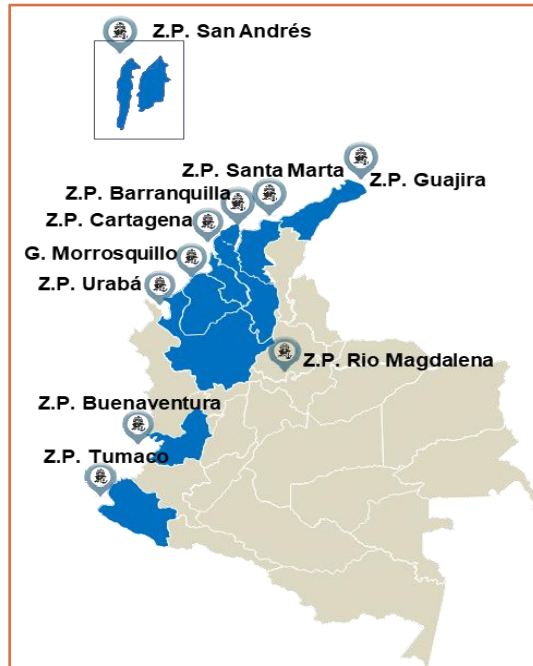 Z.P. San Andrés
Z.P. Santa Marta
Z.P. Guajira
Z.P. Barranquilla
Z.P. Cartagena
G. Morrosquillo
Z.P. Urabá
Z.P. Rio Magdalena
Z.P. Buenaventura
Z.P. Tumaco